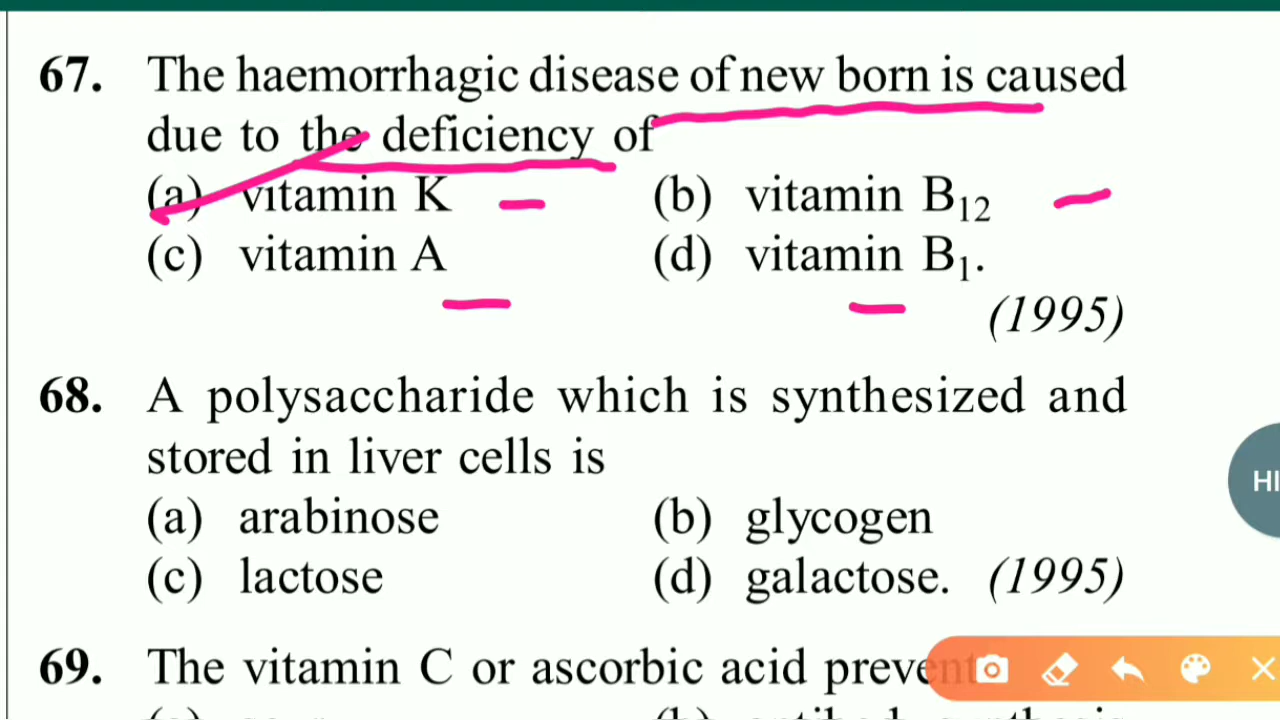 67. The haemorrhagic disease of new born is caused
due to the deficiency of
(a) vitamin K (b) vitamin B₁₂
(c) vitamin A (d) vitamin B₁.
(1995)
68. A polysaccharide which is synthesized and
stored in liver cells is
(a) arabinose (b) glycogen
(c) lactose (d) galactose. (1995)
HI
69. The vitamin C or ascorbic acid prevent